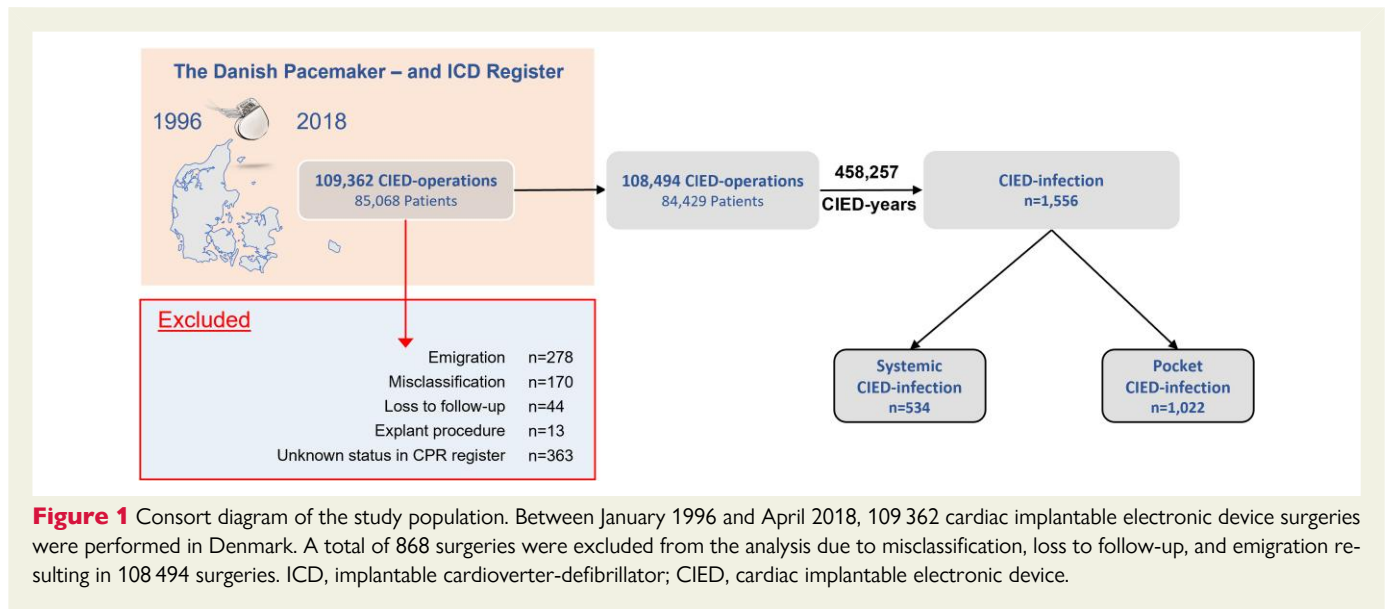 The Danish Pacemaker – and ICD Register
1996 2018
109,362 CIED-operations
85,068 Patients
108,494 CIED-operations
84,429 Patients
458,257
CIED-years
CIED-infection
n=1,556
Excluded
Emigration n=278
Misclassification n=170
Loss to follow-up n=44
Explant procedure n=13
Unknown status in CPR register n=363
Systemic
CIED-infection
n=534
Pocket
CIED-infection
n=1,022
Figure 1 Consort diagram of the study population. Between January 1996 and April 2018, 109 362 cardiac implantable electronic device surgeries
were performed in Denmark. A total of 868 surgeries were excluded from the analysis due to misclassification, loss to follow-up, and emigration re-
sulting in 108 494 surgeries. ICD, implantable cardioverter-defibrillator; CIED, cardiac implantable electronic device.